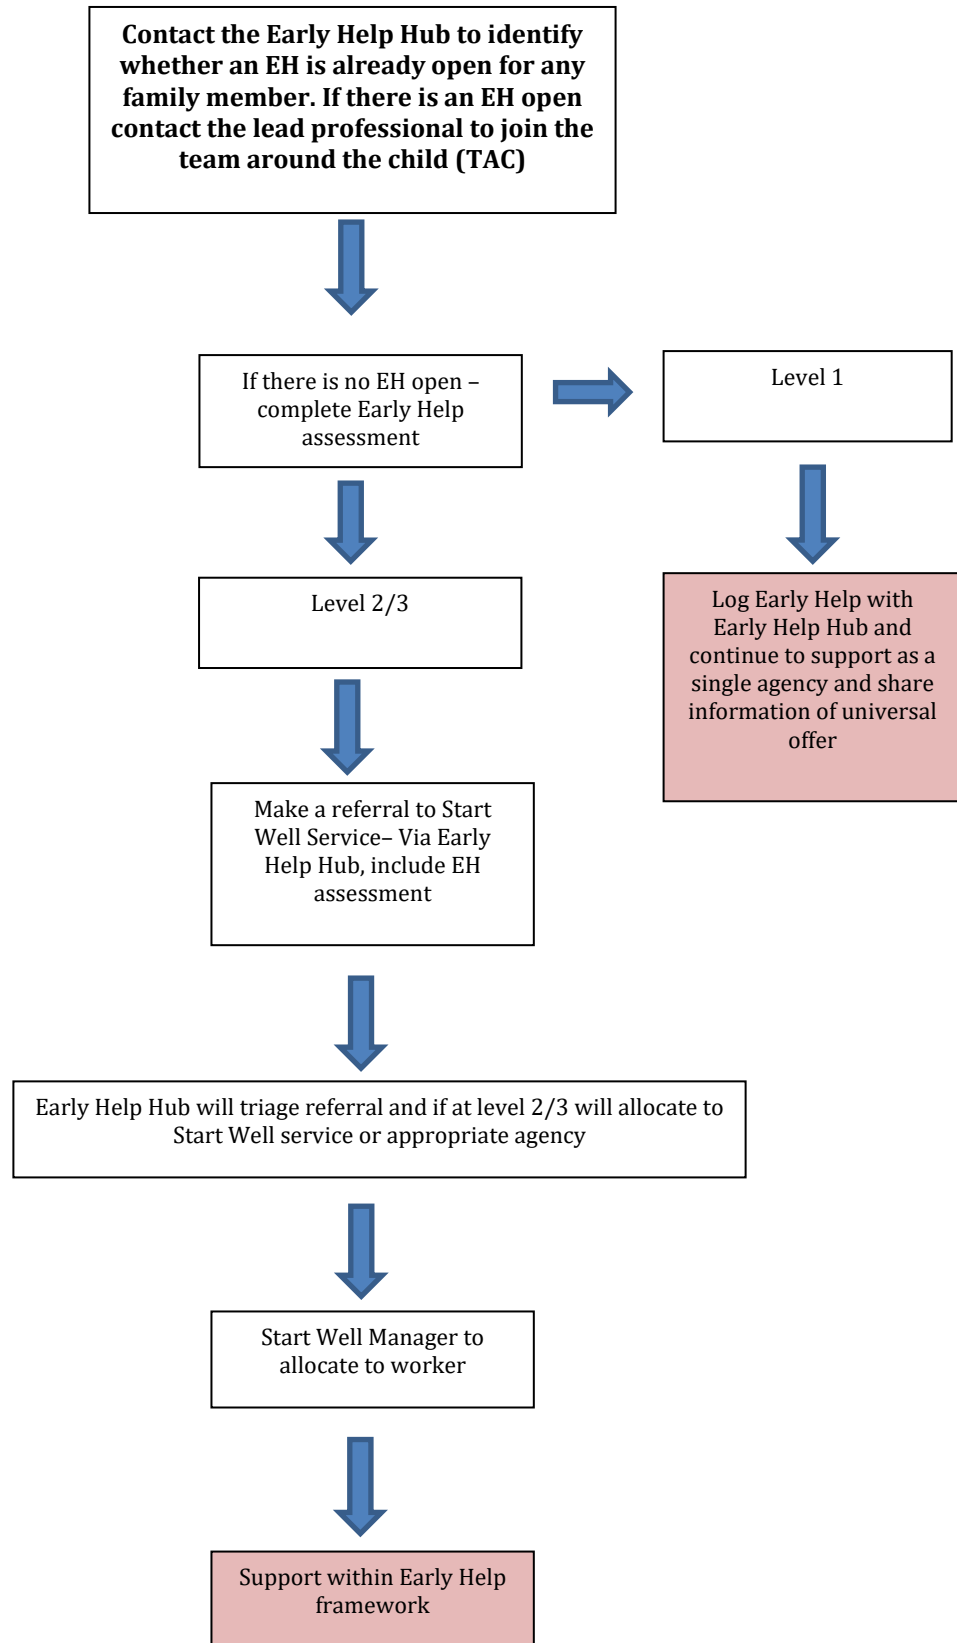 Contact the Early Help Hub to identify
whether an EH is already open for any
family member. If there is an EH open
contact the lead professional to join the
team around the child (TAC)
If there is no EH open –
complete Early Help
assessment
Level 1
Level 2/3
Log Early Help with
Early Help Hub and
continue to support as a
single agency and share
information of universal
offer
Make a referral to Start
Well Service– Via Early
Help Hub, include EH
assessment
Early Help Hub will triage referral and if at level 2/3 will allocate to
Start Well service or appropriate agency
Start Well Manager to
allocate to worker
Support within Early Help
framework